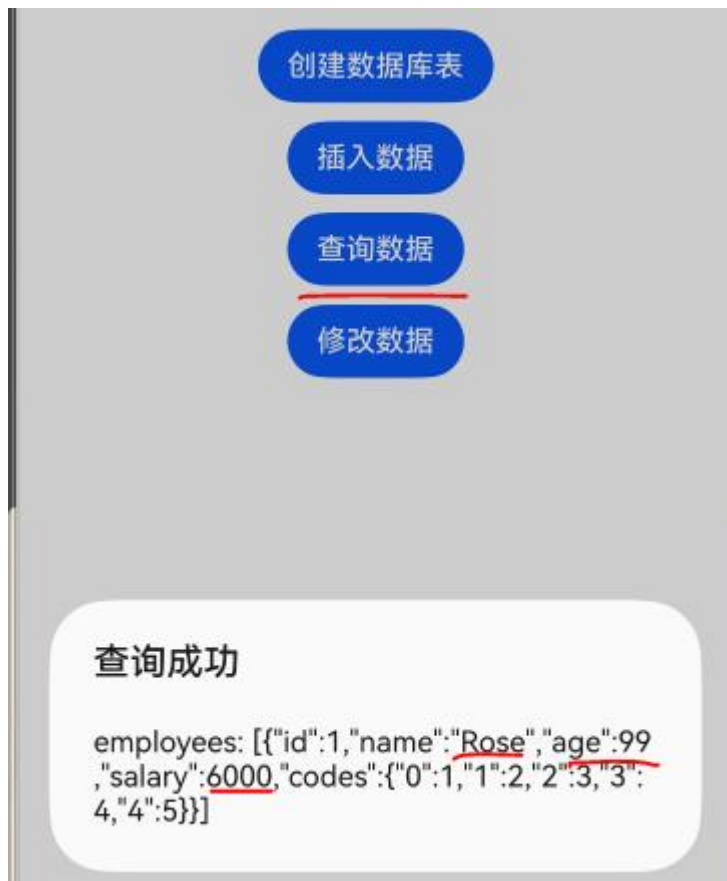 创建数据库表
插入数据
查询数据
修改数据
查询成功
employees: [{"id":1,"name":"Rose","age":99
,"salary":6000,"codes":{"0":1,"1":2,"2":3,"3":
4,"4":5}}]